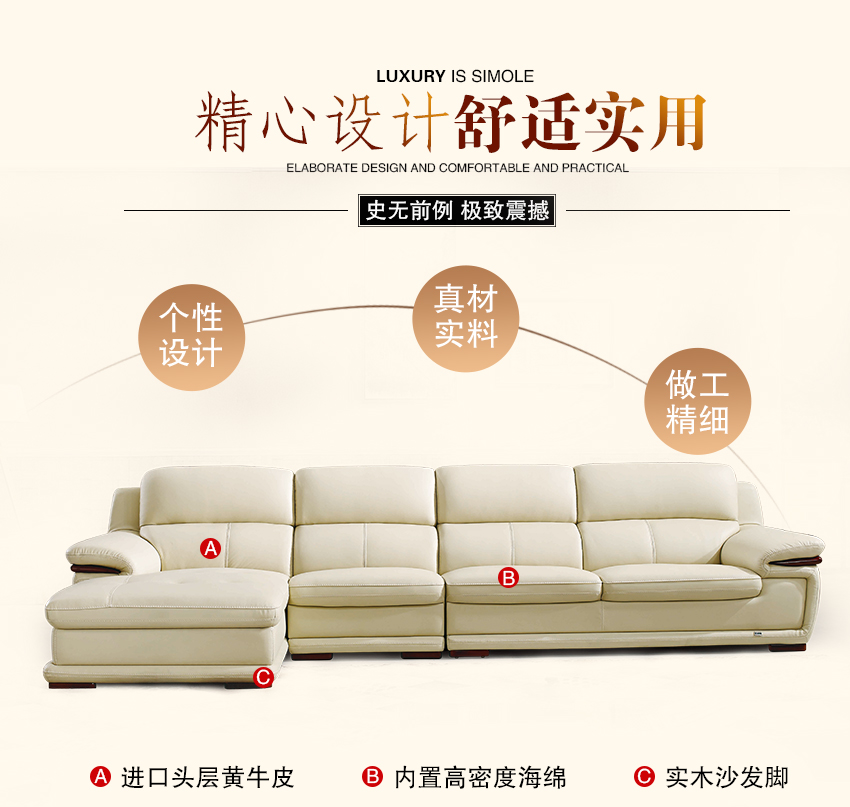 LUXURY IS SIMOLE
精心设计舒适实用
ELABORATE DESIGN AND COMFORTABLE AND PRACTICAL
史无前例 极致震撼
个性
设计
真材
实料
做工
精细
A
B
C
A 进口头层黄牛皮
B 内置高密度海绵
C 实木沙发脚